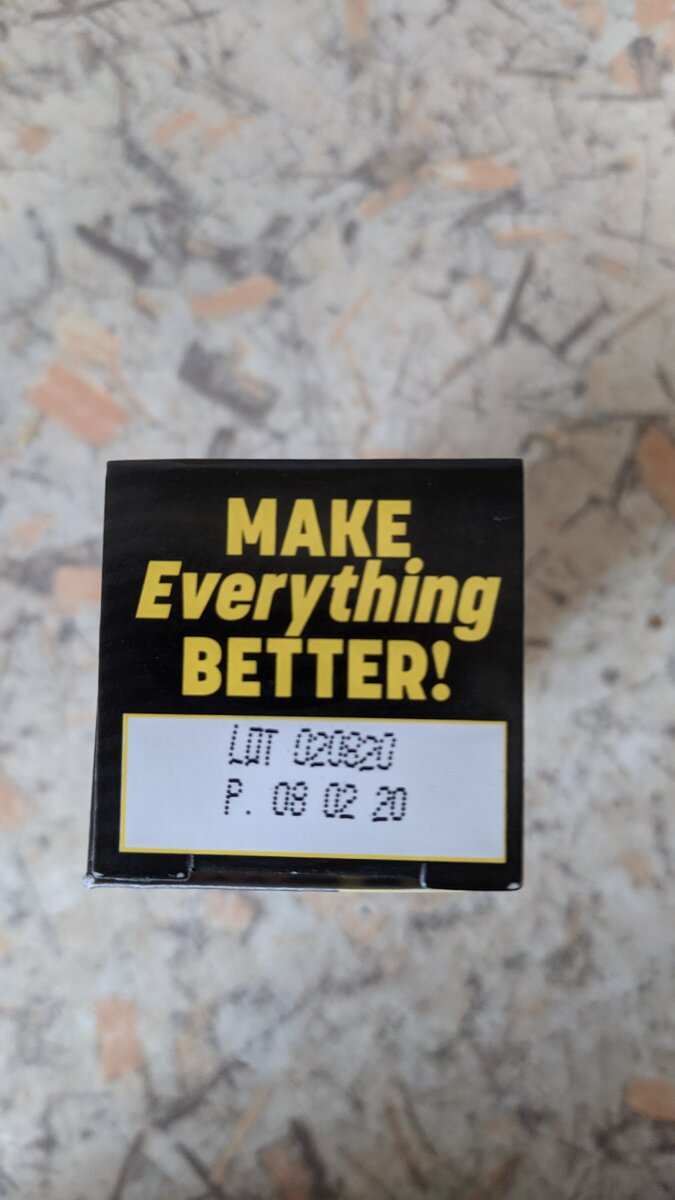 MAKE
Everything
BETTER!
LOT 020820
P. 08 02 20